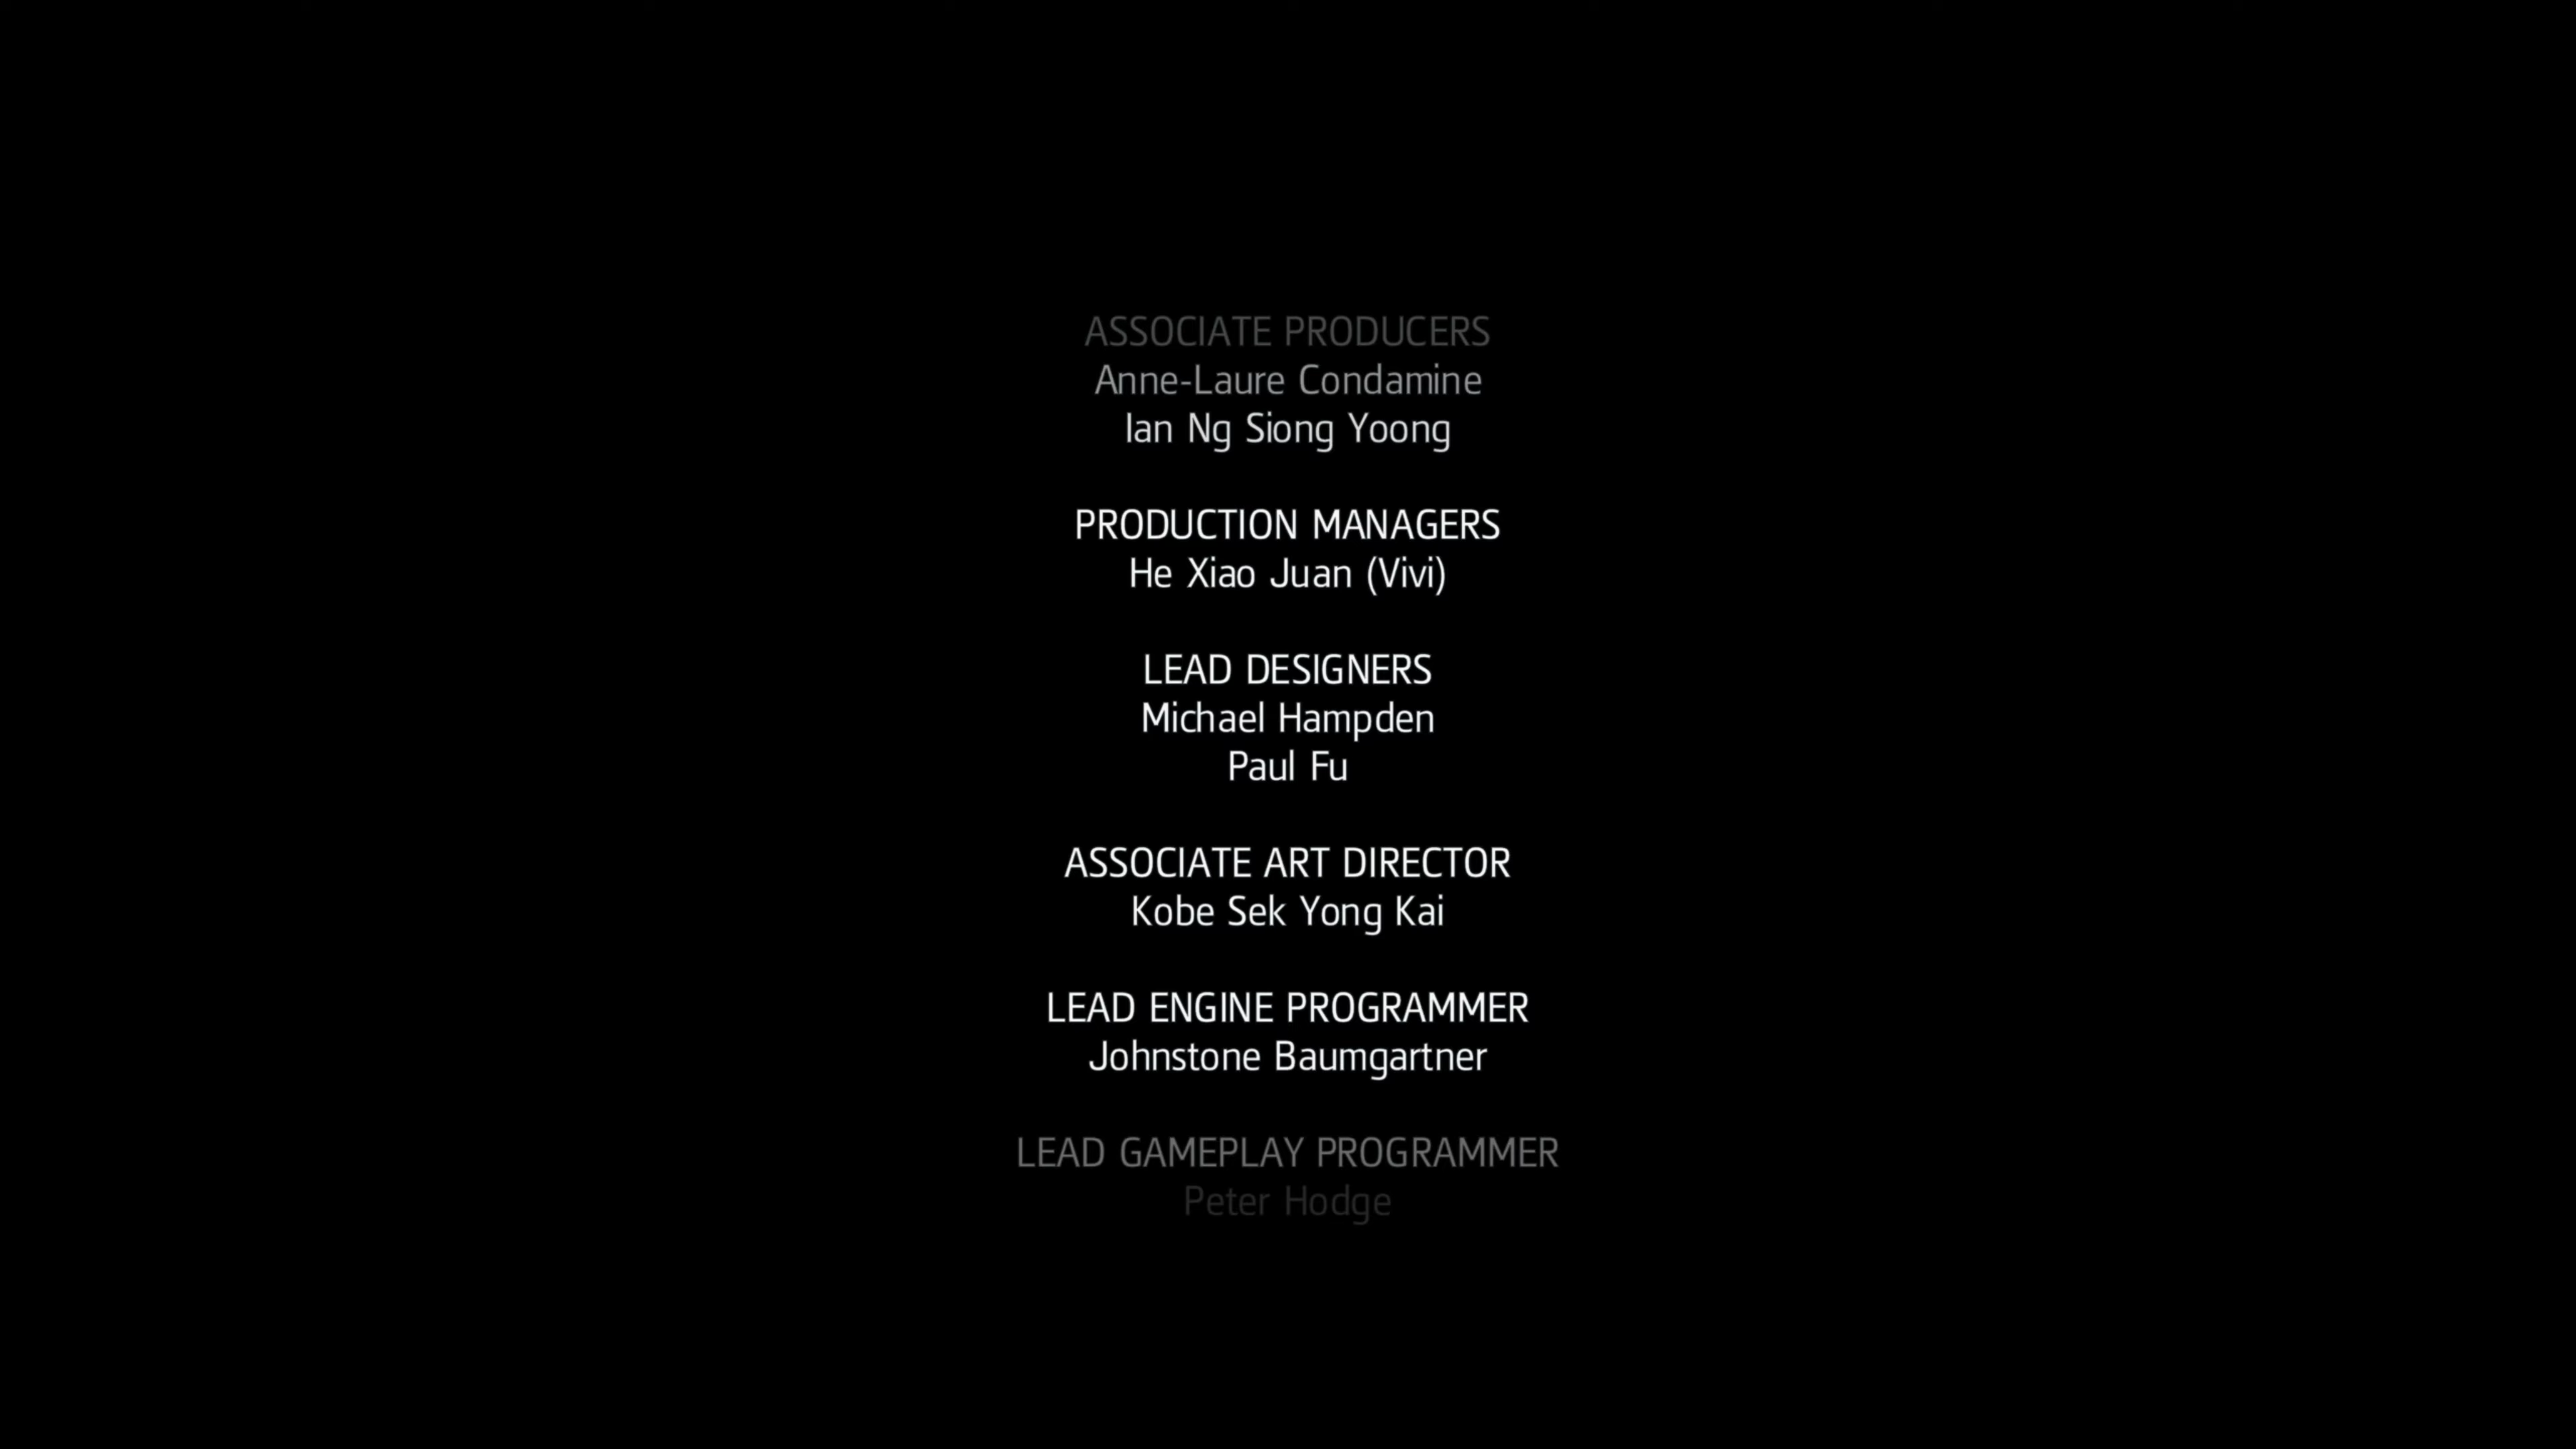 ASSOCIATE PRODUCERS
Anne-Laure Condamine
Ian Ng Siong Yoong
PRODUCTION MANAGERS
He Xiao Juan (Vivi)
LEAD DESIGNERS
Michael Hampden
Paul Fu
ASSOCIATE ART DIRECTOR
Kobe Sek Yong Kai
LEAD ENGINE PROGRAMMER
Johnstone Baumgartner
LEAD GAMEPLAY PROGRAMMER
Peter Hodge